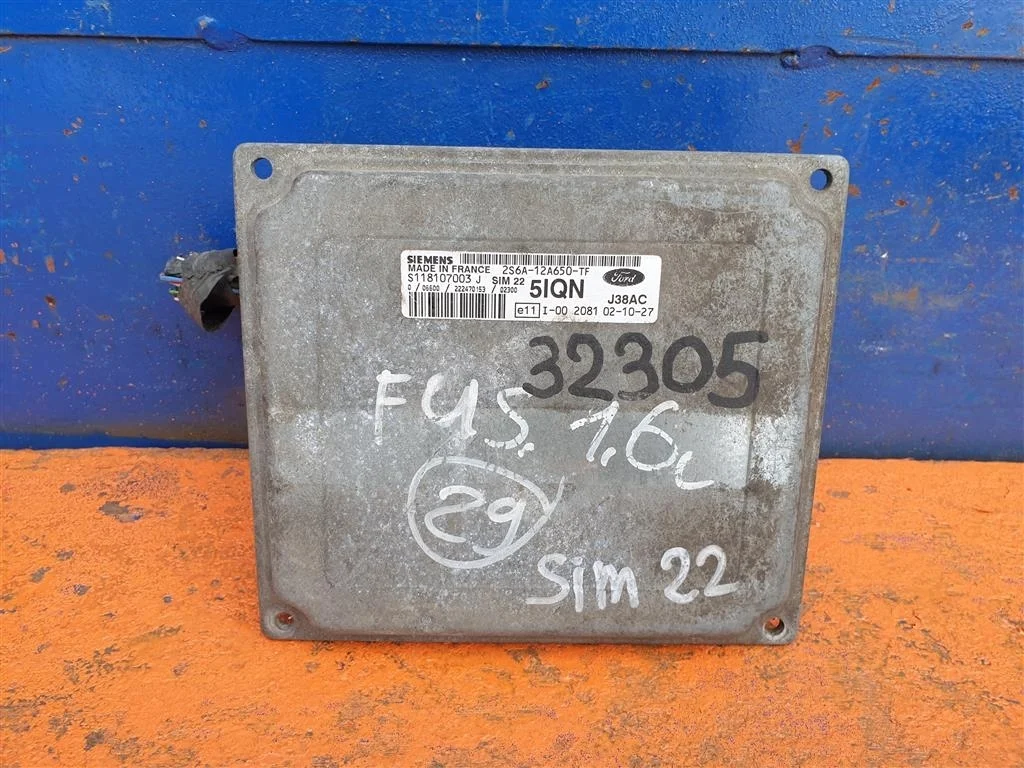 SIEMENS
MADE IN FRANCE 2S6A-12A650-TF Ford
S118107003 J SIM 22 5IQN J38AC
0 / 06600 / 222470153 / 02300
e11 I-00 2081 02-10-27
32305
FUS. 1.6L
29
SIM 22